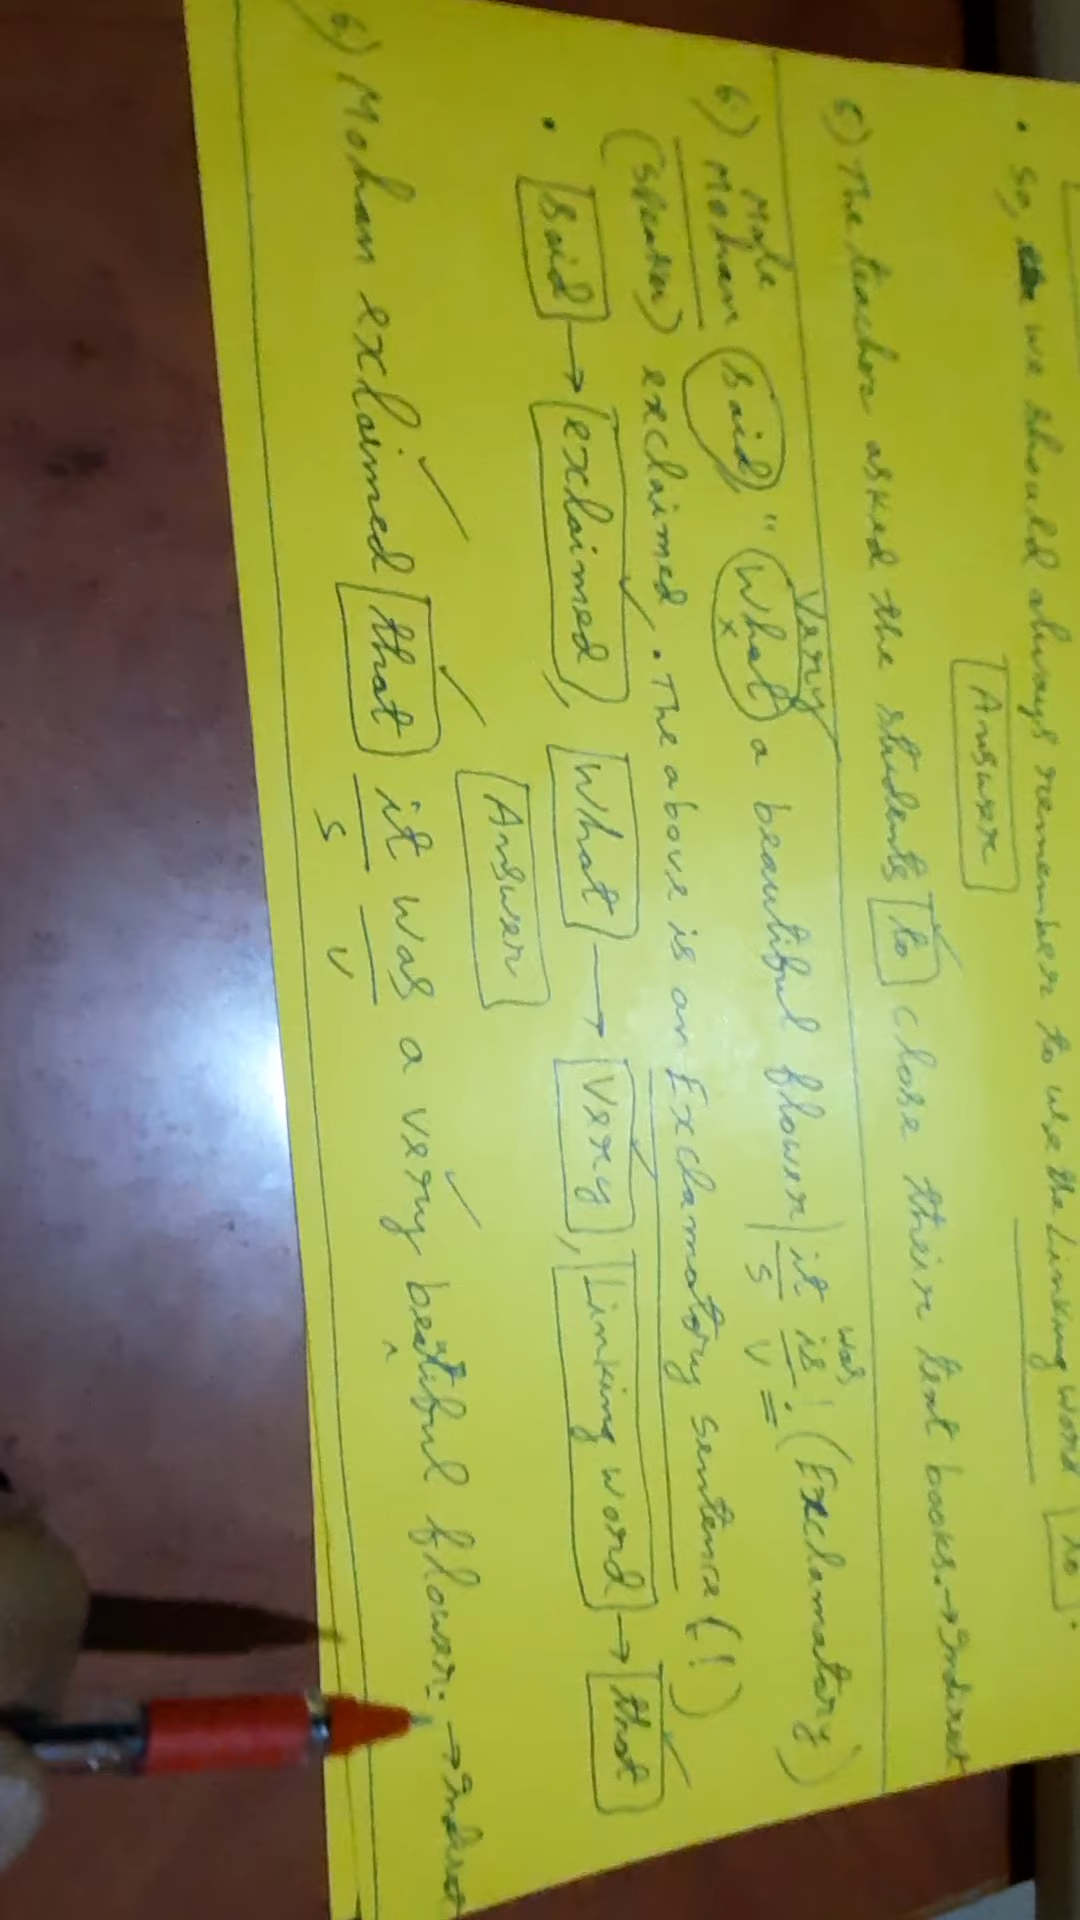 • So, we should always remember to use the Linking word to.
Answer
5) The teacher asked the students to close their text books. → Indirect
Very
Male was
6) Mohan said, "What a beautiful flower it is! (Exclamatory)
x S V
(Speaker) exclaimed. The above is an Exclamatory sentence (!)
• Said → exclaimed, What → Very, Linking word → that
Answer
6) Mohan exclaimed that it was a very beautiful flower. → Indirect
S V